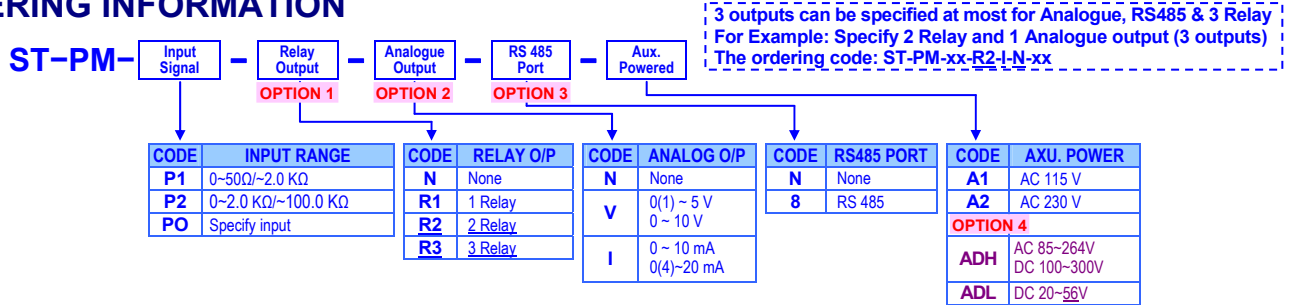 ERING INFORMATION
3 outputs can be specified at most for Analogue, RS485 & 3 Relay
For Example: Specify 2 Relay and 1 Analogue output (3 outputs)
The ordering code: ST-PM-xx-R2-I-N-xx
ST−PM− Input Signal − Relay Output − Analogue Output − RS 485 Port − Aux. Powered
OPTION 1 OPTION 2 OPTION 3
CODE INPUT RANGE
P1 0~50Ω/~2.0 KΩ
P2 0~2.0 KΩ/~100.0 KΩ
PO Specify input
CODE RELAY O/P
N None
R1 1 Relay
R2 2 Relay
R3 3 Relay
CODE ANALOG O/P
N None
V 0(1) ~ 5 V
0 ~ 10 V
I 0 ~ 10 mA
0(4)~20 mA
CODE RS485 PORT
N None
8 RS 485
CODE AXU. POWER
A1 AC 115 V
A2 AC 230 V
OPTION 4
ADH AC 85~264V
DC 100~300V
ADL DC 20~56V